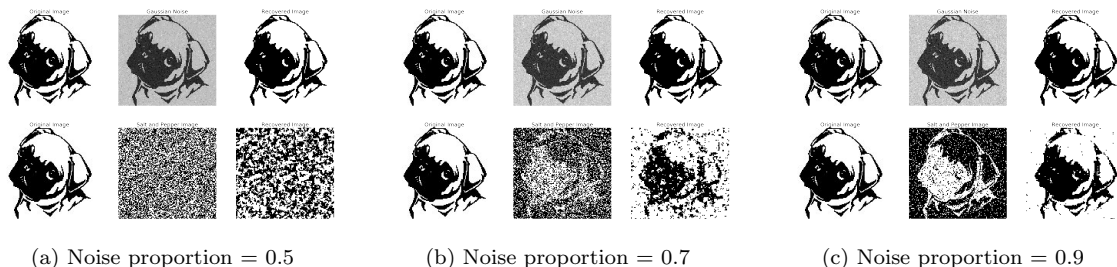 Original Image Gaussian Noise Recovered Image Original Image Gaussian Noise Recovered Image Original Image Gaussian Noise Recovered Image
Original Image Salt and Pepper Image Recovered Image Original Image Salt and Pepper Image Recovered Image Original Image Salt and Pepper Image Recovered Image
(a) Noise proportion = 0.5 (b) Noise proportion = 0.7 (c) Noise proportion = 0.9